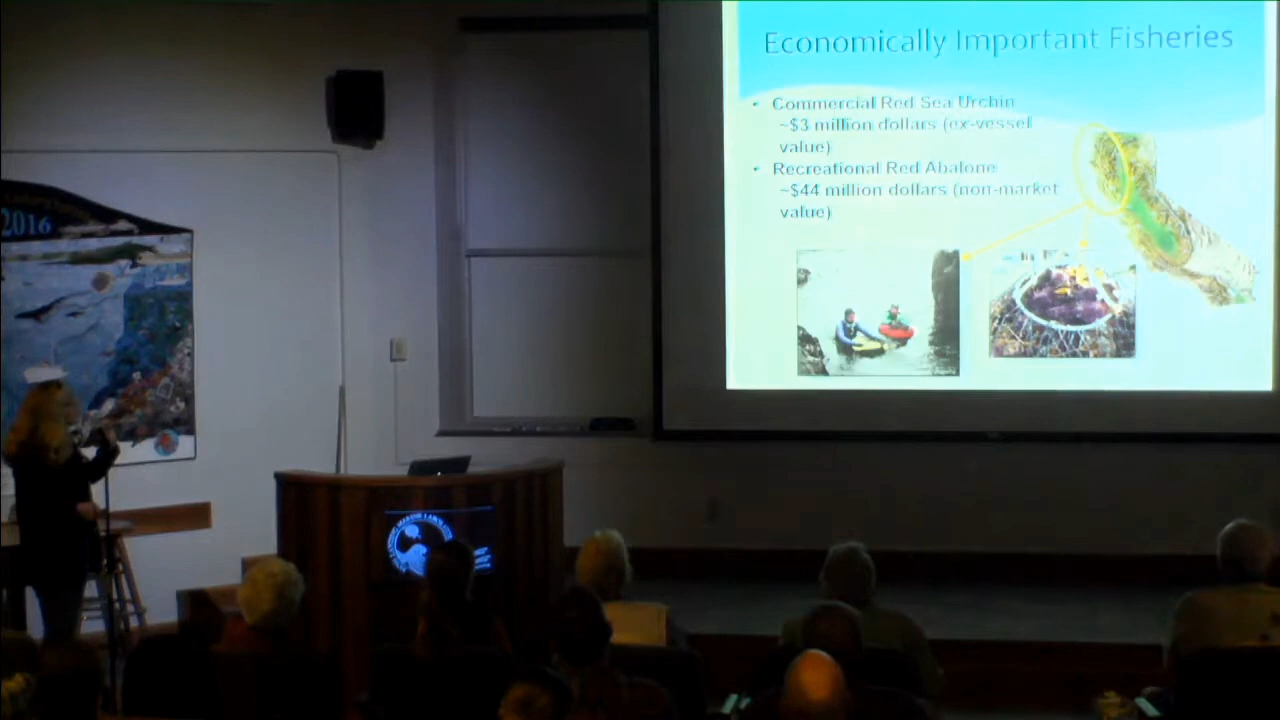 Economically Important Fisheries
• Commercial Red Sea Urchin
~$3 million dollars (ex-vessel
value)
• Recreational Red Abalone
~$44 million dollars (non-market
value)
2016